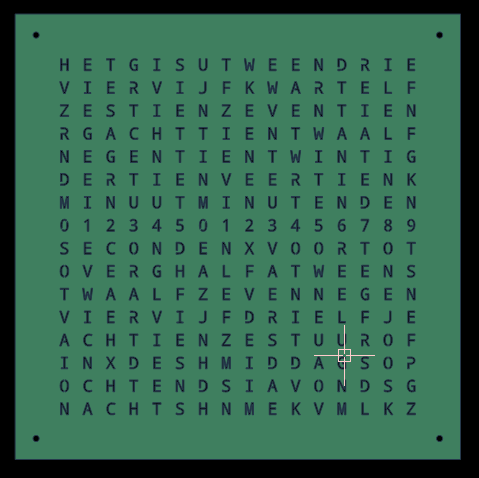 H E T G I S U T W E E N D R I E
V I E R V I J F K W A R T E L F
Z E S T I E N Z E V E N T I E N
R G A C H T T I E N T W A A L F
N E G E N T I E N T W I N T I G
D E R T I E N V E E R T I E N K
M I N U U T M I N U T E N D E N
0 1 2 3 4 5 0 1 2 3 4 5 6 7 8 9
S E C O N D E N X V O O R T O T
O V E R G H A L F A T W E E N S
T W A A L F Z E V E N N E G E N
V I E R V I J F D R I E L F J E
A C H T I E N Z E S T U U R O F
I N X D E S H M I D D A G S O P
O C H T E N D S I A V O N D S G
N A C H T S H N M E K V M L K Z